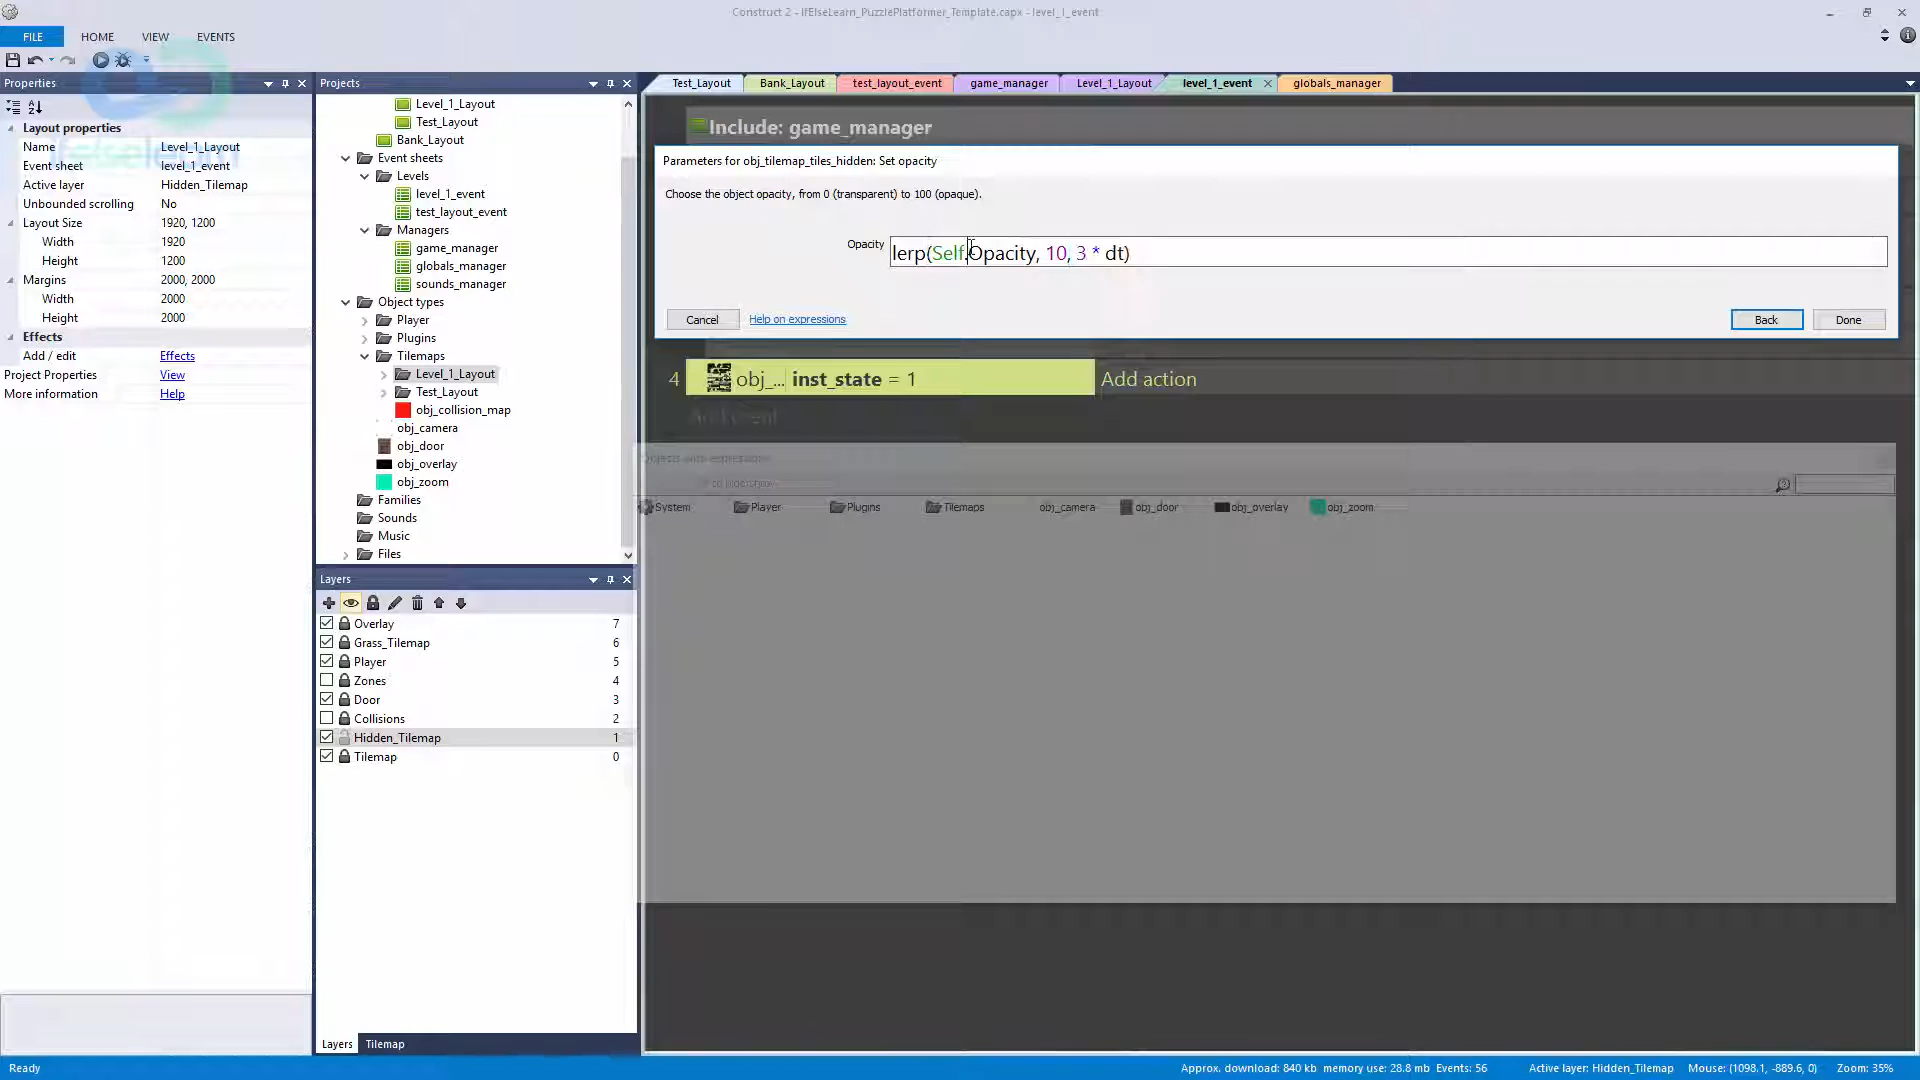 Construct 2 - ifElseLearn_PuzzlePlatformer_Template.capx - level_1_event
FILE
HOME
VIEW
EVENTS
Properties
Layout properties
Name Level_1_Layout
Event sheet level_1_event
Active layer Hidden_Tilemap
Unbounded scrolling No
Layout Size 1920, 1200
Width 1920
Height 1200
Margins 2000, 2000
Width 2000
Height 2000
Effects
Add / edit Effects
Project Properties View
More information Help
Projects
Level_1_Layout
Test_Layout
Bank_Layout
Event sheets
Levels
level_1_event
test_layout_event
Managers
game_manager
globals_manager
sounds_manager
Object types
Player
Plugins
Tilemaps
Level_1_Layout
Test_Layout
obj_collision_map
obj_camera
obj_door
obj_overlay
obj_zoom
Families
Sounds
Music
Files
Layers
Overlay 7
Grass_Tilemap 6
Player 5
Zones 4
Door 3
Collisions 2
Hidden_Tilemap 1
Tilemap 0
Layers Tilemap
Test_Layout Bank_Layout test_layout_event game_manager Level_1_Layout level_1_event globals_manager
Include: game_manager
Parameters for obj_tilemap_tiles_hidden: Set opacity
Choose the object opacity, from 0 (transparent) to 100 (opaque).
Opacity lerp(Self.Opacity, 10, 3 * dt)
Cancel Help on expressions Back Done
4 obj_... inst_state = 1 Add action
Add event
Objects with expressions
System Player Plugins Tilemaps obj_camera obj_door obj_overlay obj_zoom
Ready Approx. download: 840 kb memory use: 28.8 mb Events: 56 Active layer: Hidden_Tilemap Mouse: (1098.1, -889.6, 0) Zoom: 35%